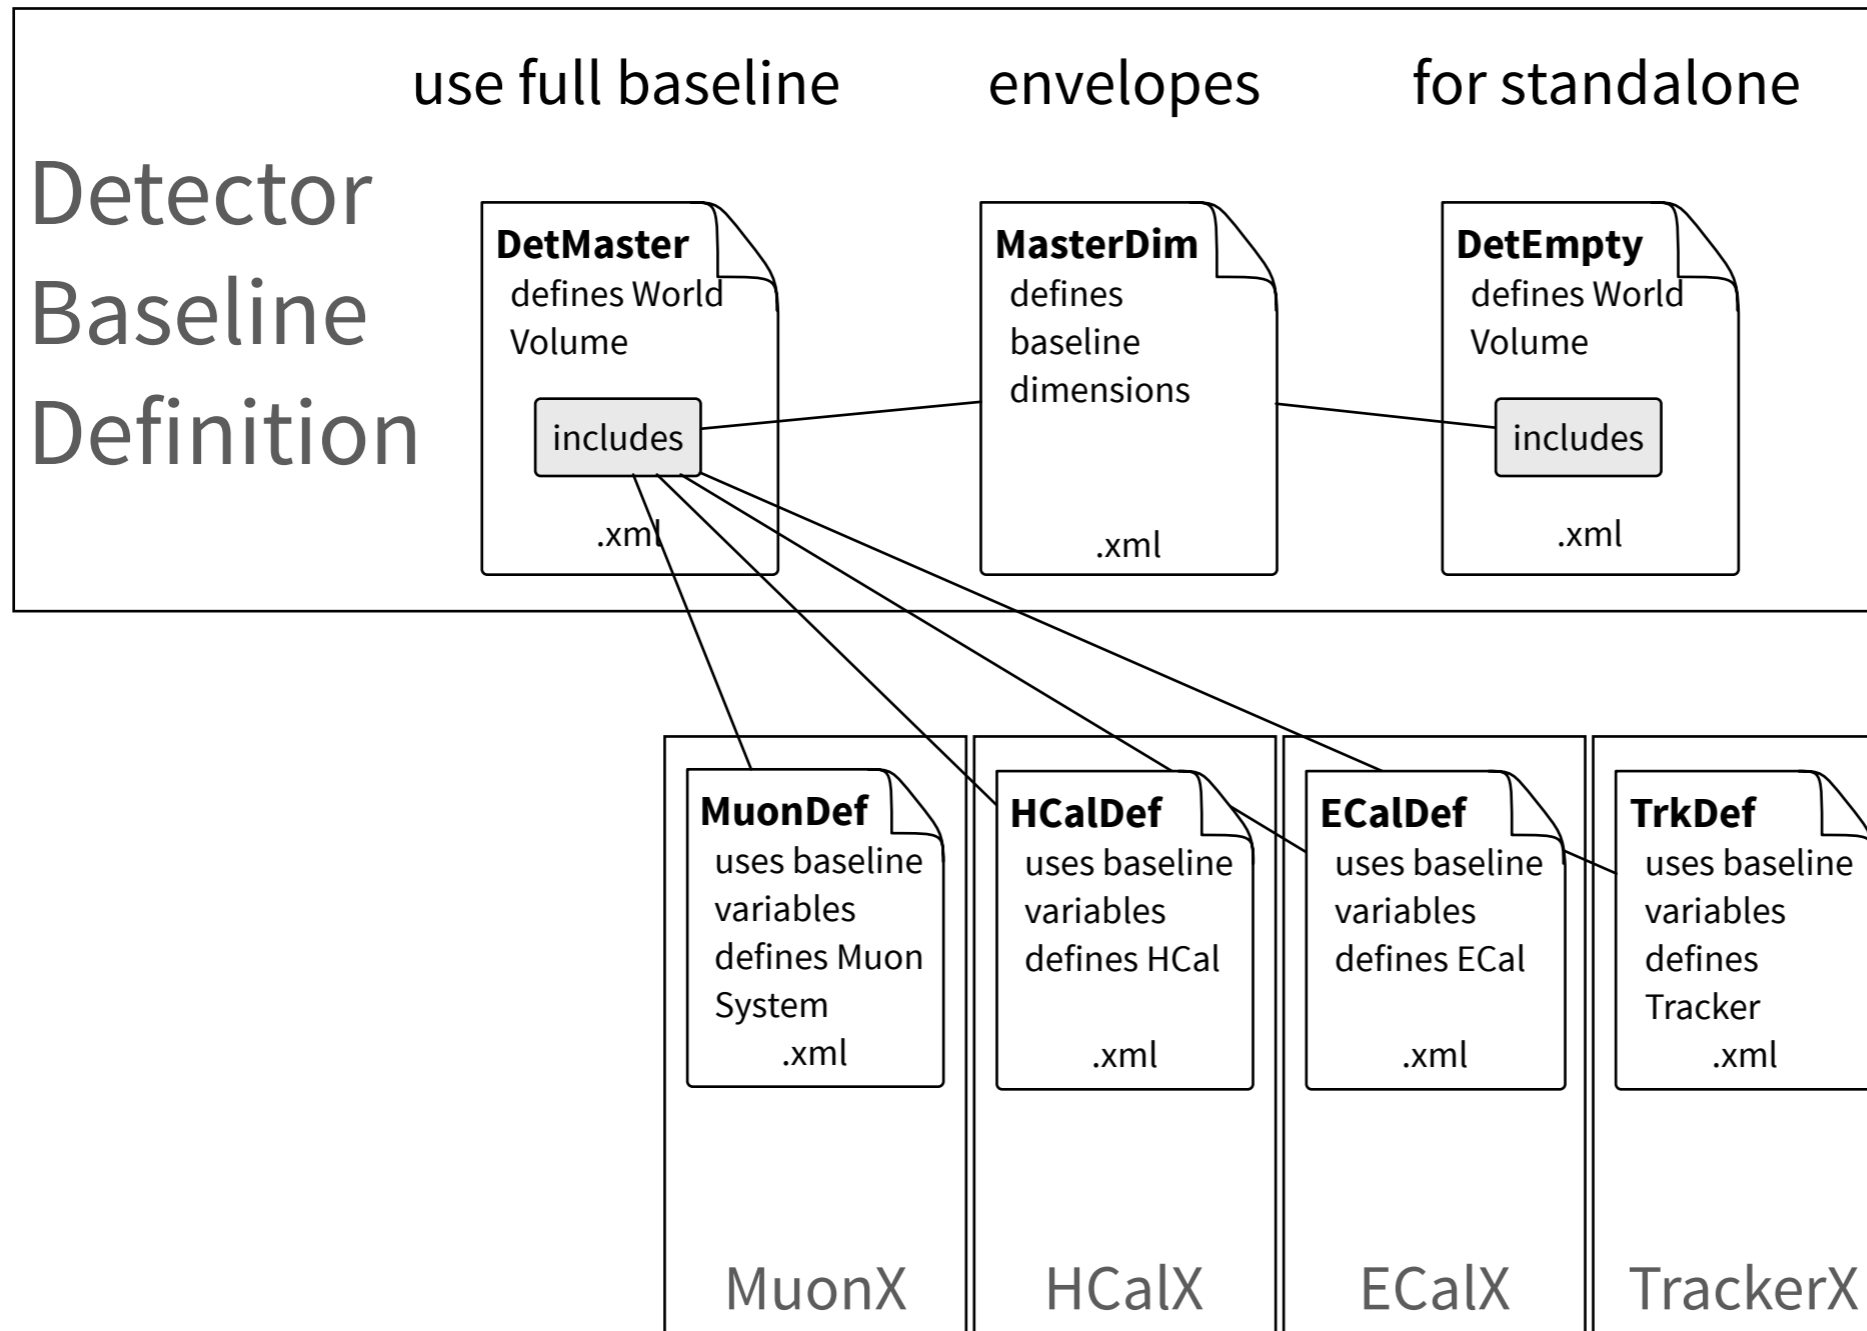 use full baseline
envelopes
for standalone
Detector
Baseline
Definition
DetMaster
defines World
Volume
includes
.xml
MasterDim
defines
baseline
dimensions
.xml
DetEmpty
defines World
Volume
includes
.xml
MuonDef
uses baseline
variables
defines Muon
System
.xml
MuonX
HCalDef
uses baseline
variables
defines HCal
.xml
HCalX
ECalDef
uses baseline
variables
defines ECal
.xml
ECalX
TrkDef
uses baseline
variables
defines
Tracker
.xml
TrackerX